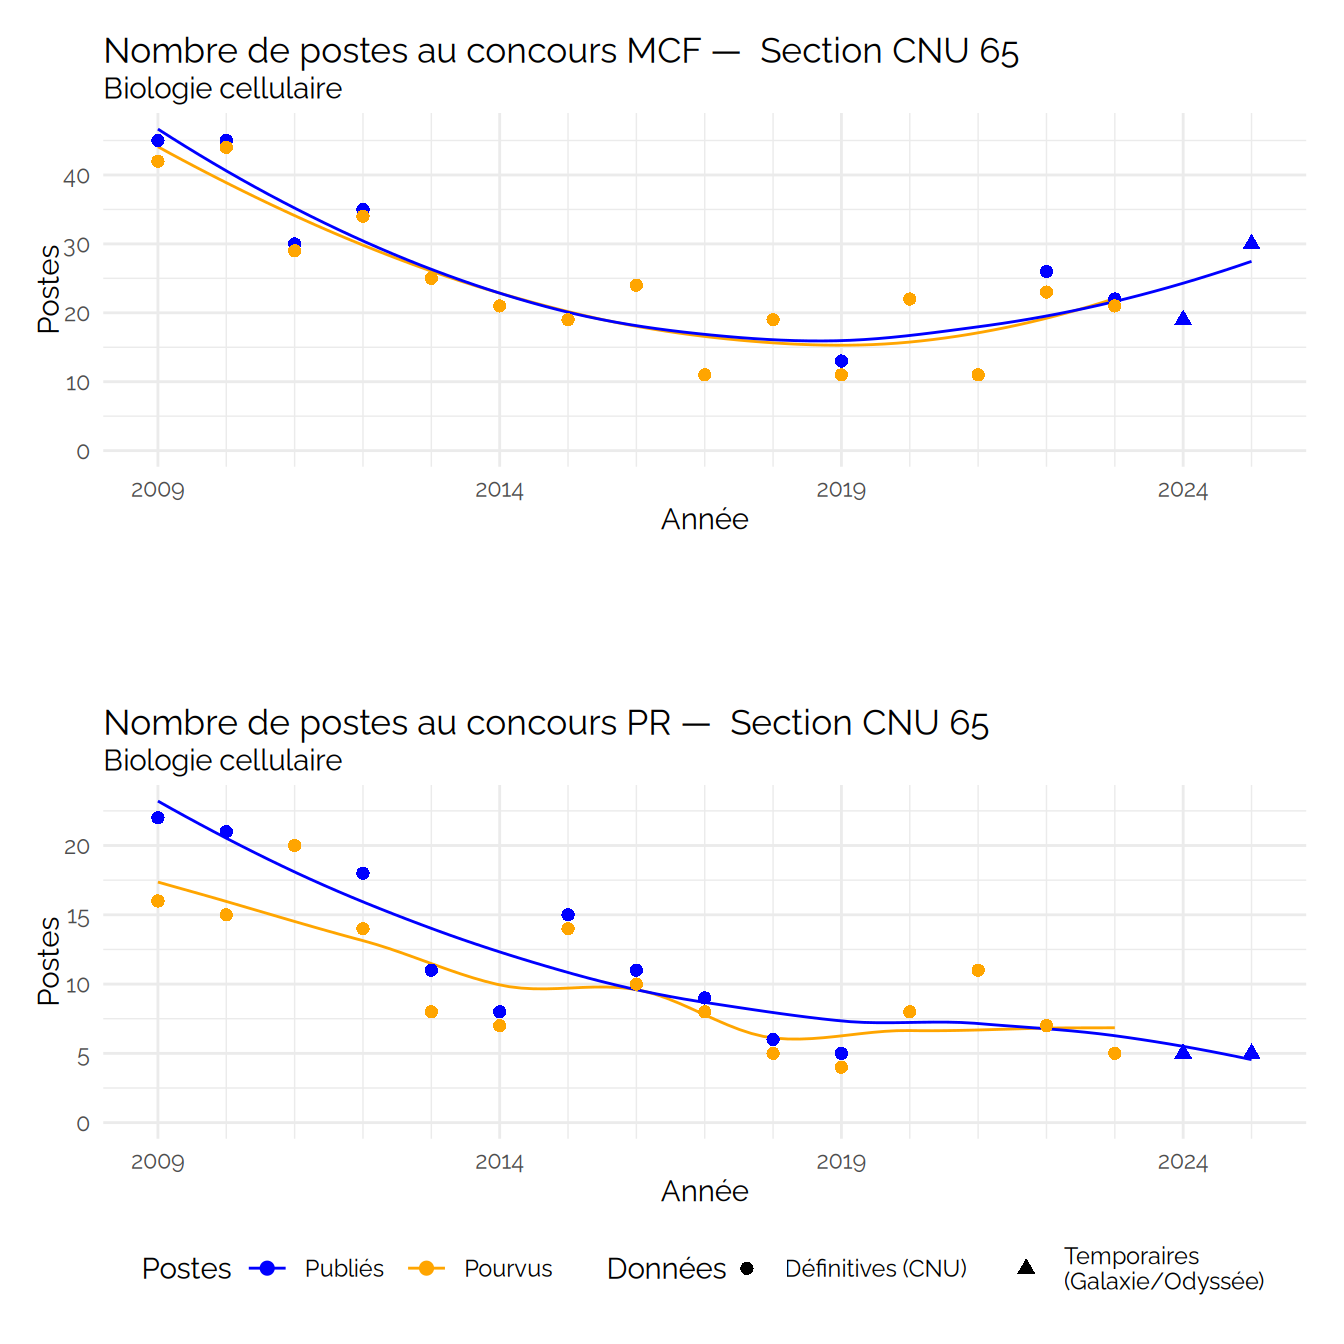 Nombre de postes au concours MCF —  Section CNU 65
Biologie cellulaire
Postes
40
30
20
10
0
2009 2014 2019 2024
Année
Nombre de postes au concours PR —  Section CNU 65
Biologie cellulaire
Postes
20
15
10
5
0
2009 2014 2019 2024
Année
Postes Publiés Pourvus Données Définitives (CNU) Temporaires
(Galaxie/Odyssée)